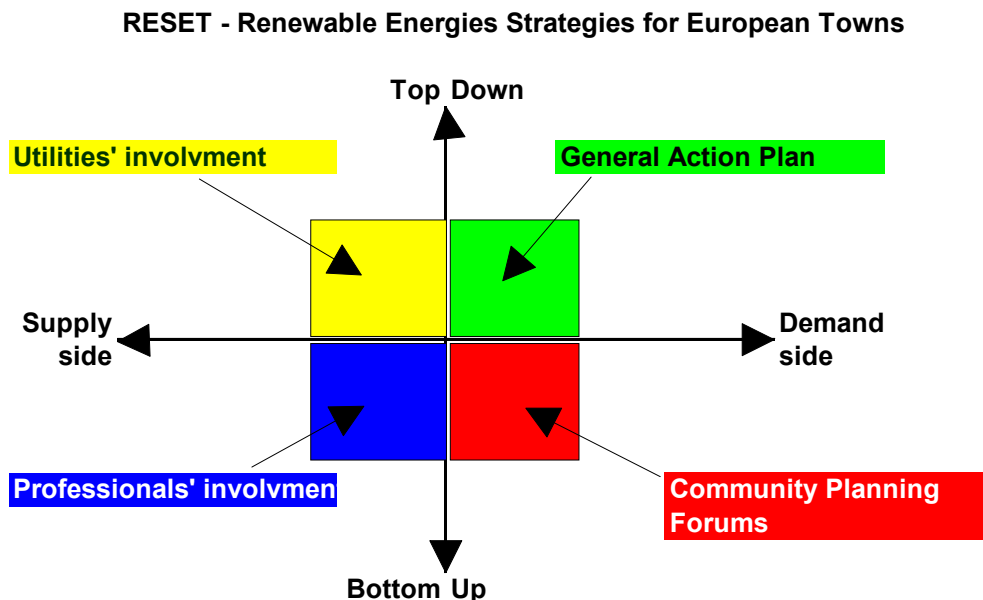 RESET - Renewable Energies Strategies for European Towns
Top Down
Utilities' involvment
General Action Plan
Supply
side
Demand
side
Professionals' involvmen
Community Planning
Forums
Bottom Up